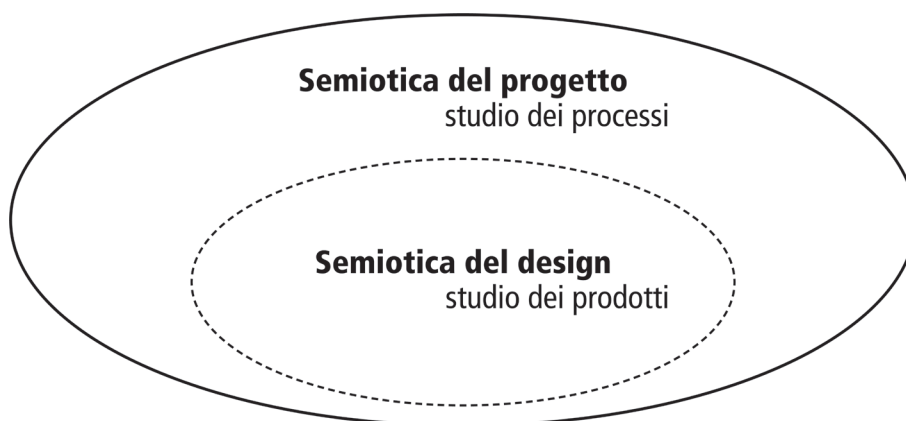 Semiotica del progetto
studio dei processi
Semiotica del design
studio dei prodotti